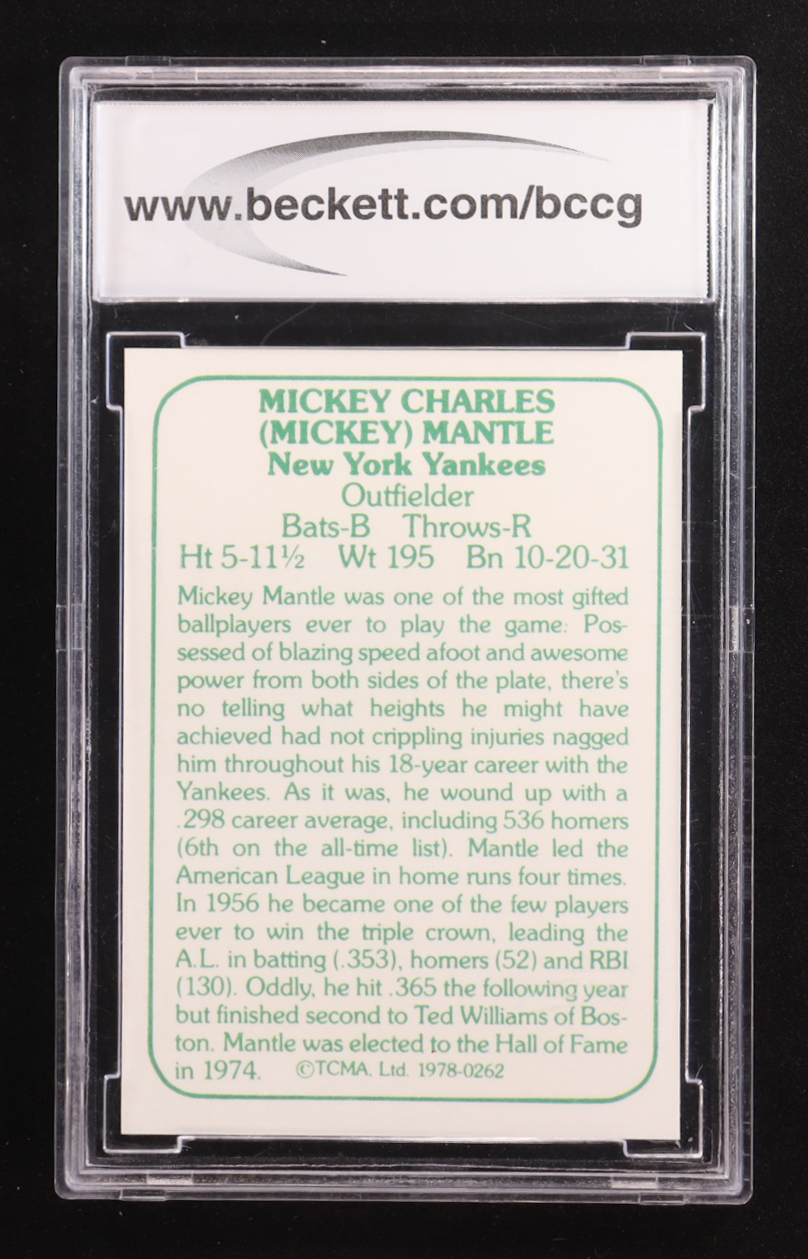 www.beckett.com/bccg
MICKEY CHARLES
(MICKEY) MANTLE
New York Yankees
Outfielder
Bats-B Throws-R
Ht 5-11½ Wt 195 Bn 10-20-31
Mickey Mantle was one of the most gifted
ballplayers ever to play the game: Pos-
sessed of blazing speed afoot and awesome
power from both sides of the plate, there's
no telling what heights he might have
achieved had not crippling injuries nagged
him throughout his 18-year career with the
Yankees. As it was, he wound up with a
.298 career average, including 536 homers
(6th on the all-time list). Mantle led the
American League in home runs four times.
In 1956 he became one of the few players
ever to win the triple crown, leading the
A.L. in batting (.353), homers (52) and RBI
(130). Oddly, he hit .365 the following year
but finished second to Ted Williams of Bos-
ton. Mantle was elected to the Hall of Fame
in 1974. ©TCMA, Ltd. 1978-0262